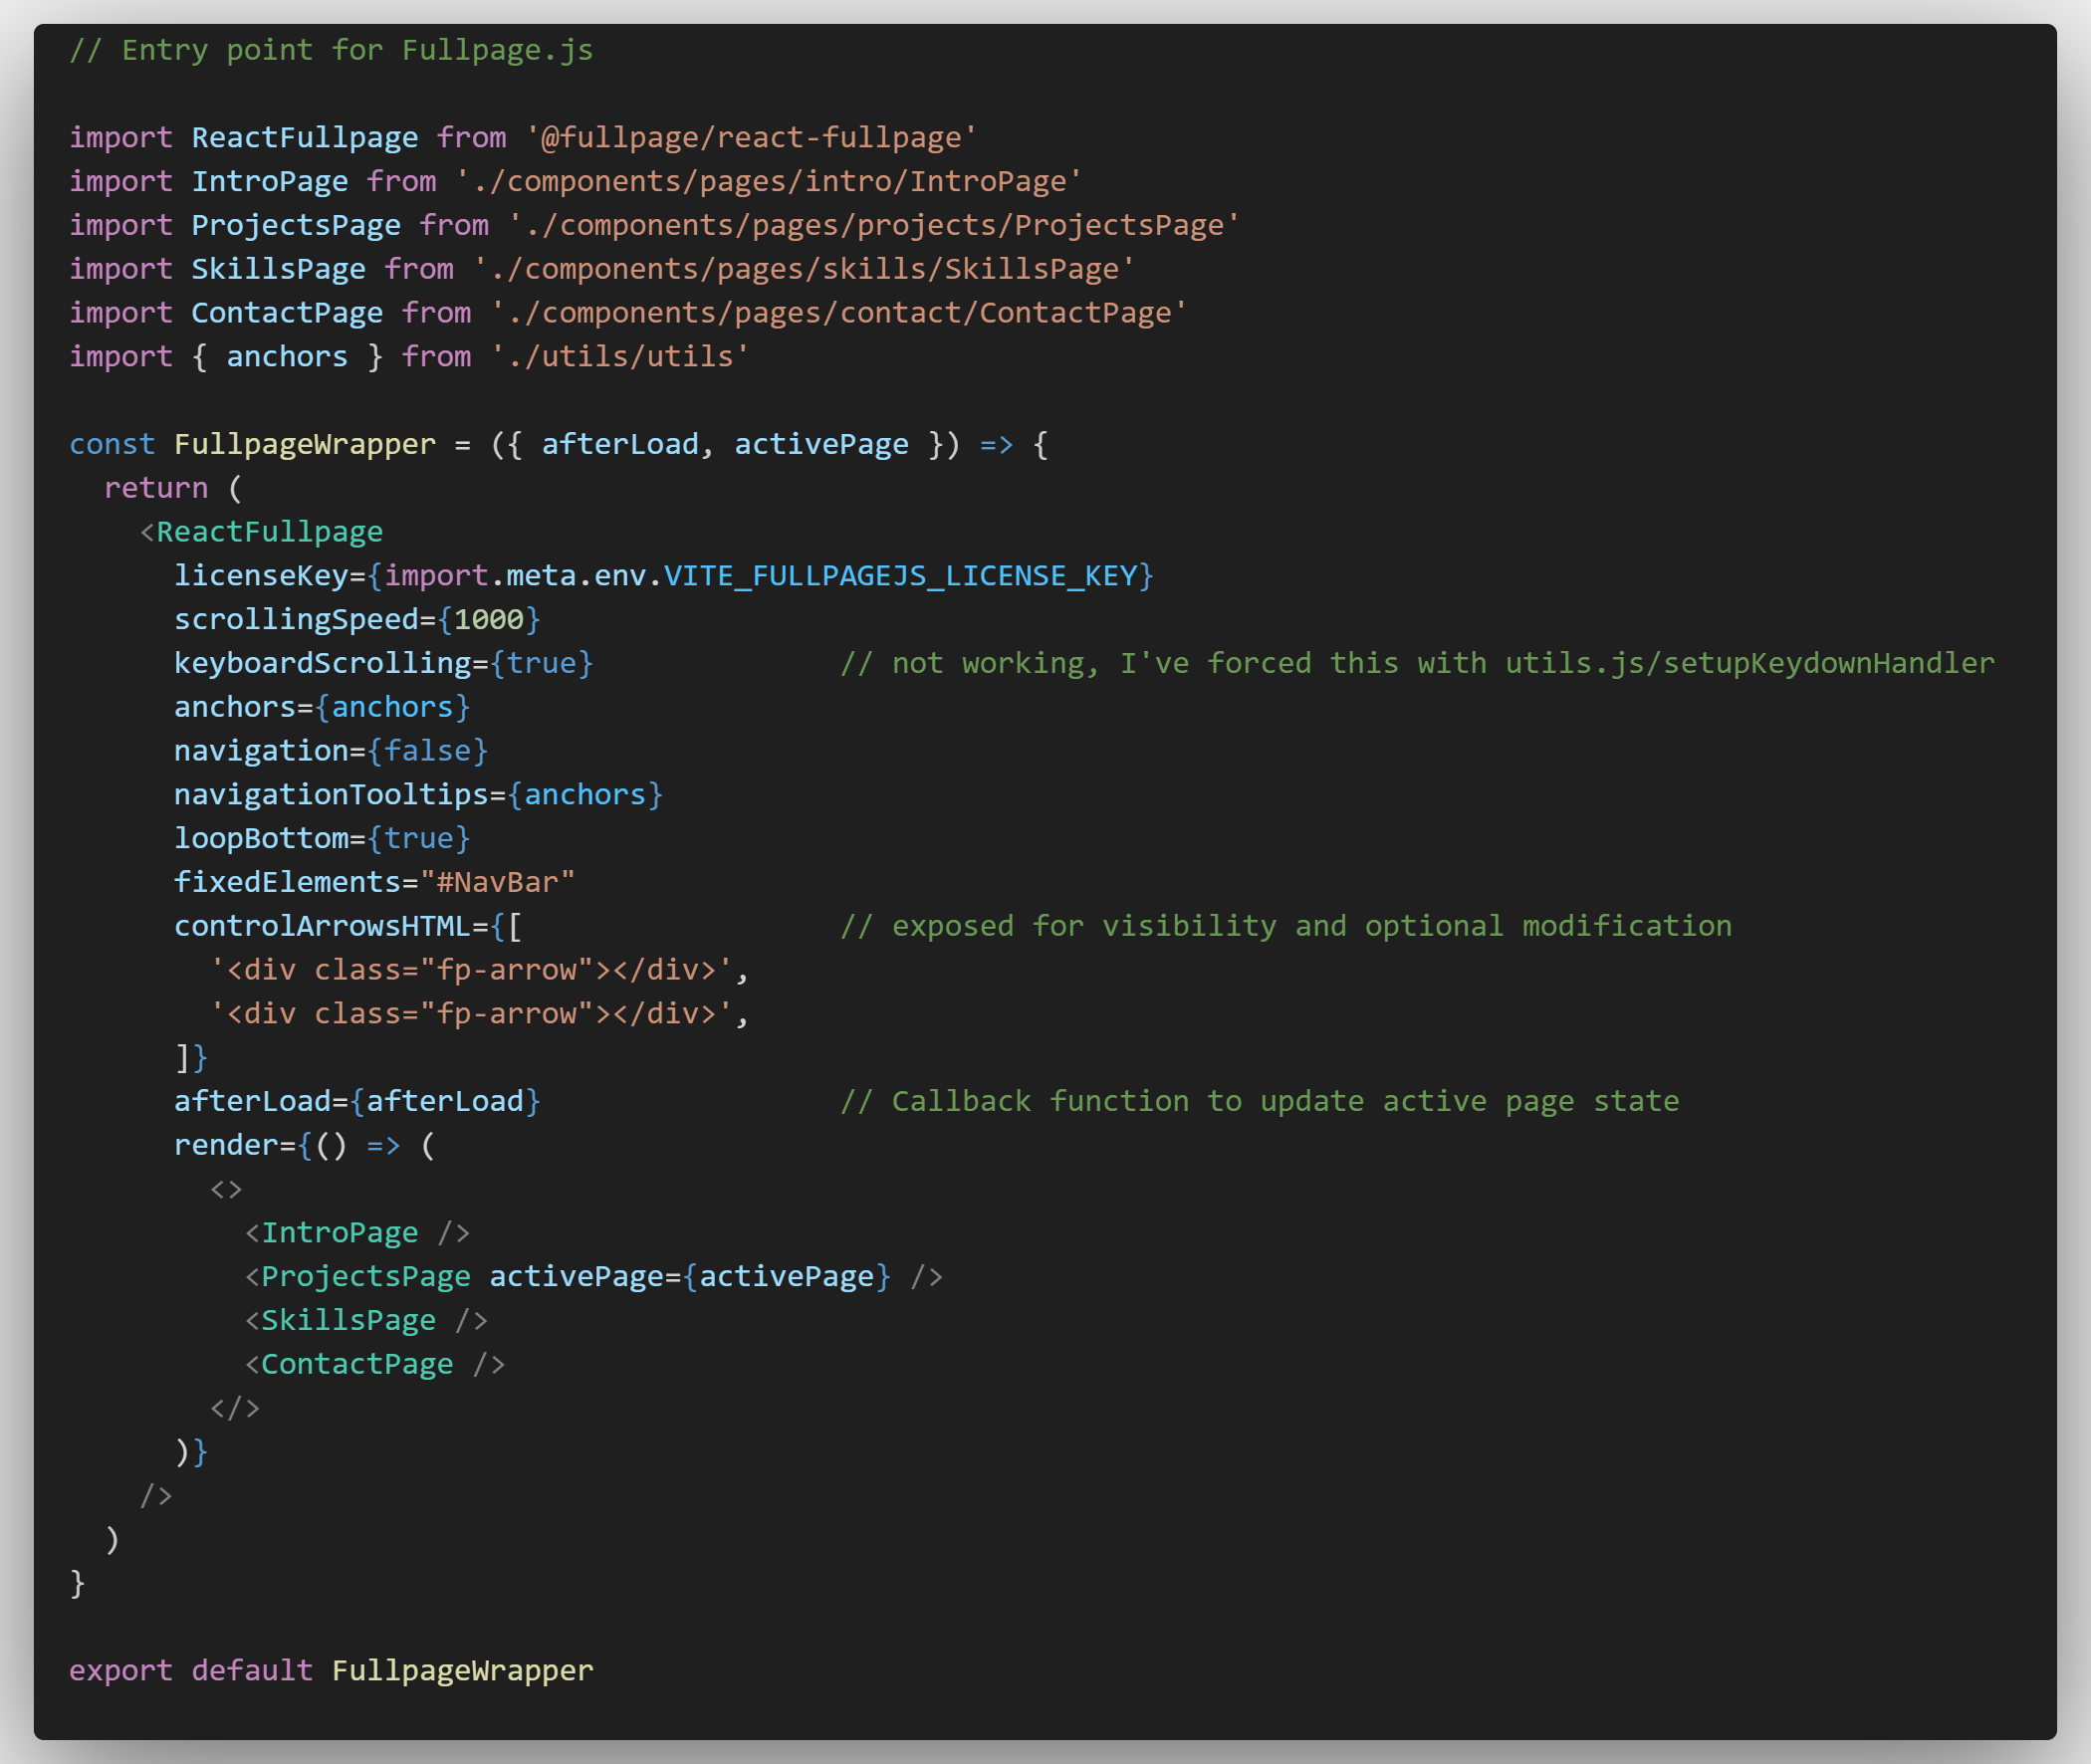 // Entry point for Fullpage.js

import ReactFullpage from '@fullpage/react-fullpage'
import IntroPage from './components/pages/intro/IntroPage'
import ProjectsPage from './components/pages/projects/ProjectsPage'
import SkillsPage from './components/pages/skills/SkillsPage'
import ContactPage from './components/pages/contact/ContactPage'
import { anchors } from './utils/utils'

const FullpageWrapper = ({ afterLoad, activePage }) => {
  return (
    <ReactFullpage
      licenseKey={import.meta.env.VITE_FULLPAGEJS_LICENSE_KEY}
      scrollingSpeed={1000}
      keyboardScrolling={true}              // not working, I've forced this with utils.js/setupKeydownHandler
      anchors={anchors}
      navigation={false}
      navigationTooltips={anchors}
      loopBottom={true}
      fixedElements="#NavBar"
      controlArrowsHTML={[                  // exposed for visibility and optional modification
        '<div class="fp-arrow"></div>',
        '<div class="fp-arrow"></div>',
      ]}
      afterLoad={afterLoad}                 // Callback function to update active page state
      render={() => (
        <>
          <IntroPage />
          <ProjectsPage activePage={activePage} />
          <SkillsPage />
          <ContactPage />
        </>
      )}
    />
  )
}

export default FullpageWrapper